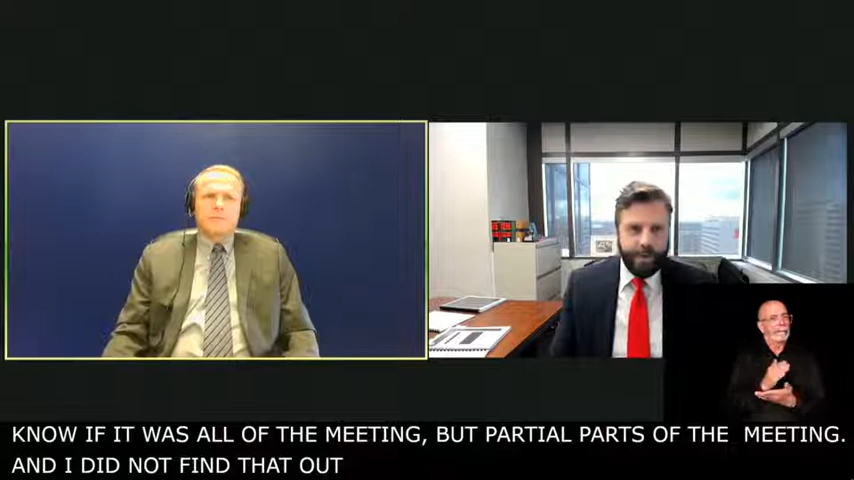 KNOW IF IT WAS ALL OF THE MEETING, BUT PARTIAL PARTS OF THE MEETING.
AND I DID NOT FIND THAT OUT